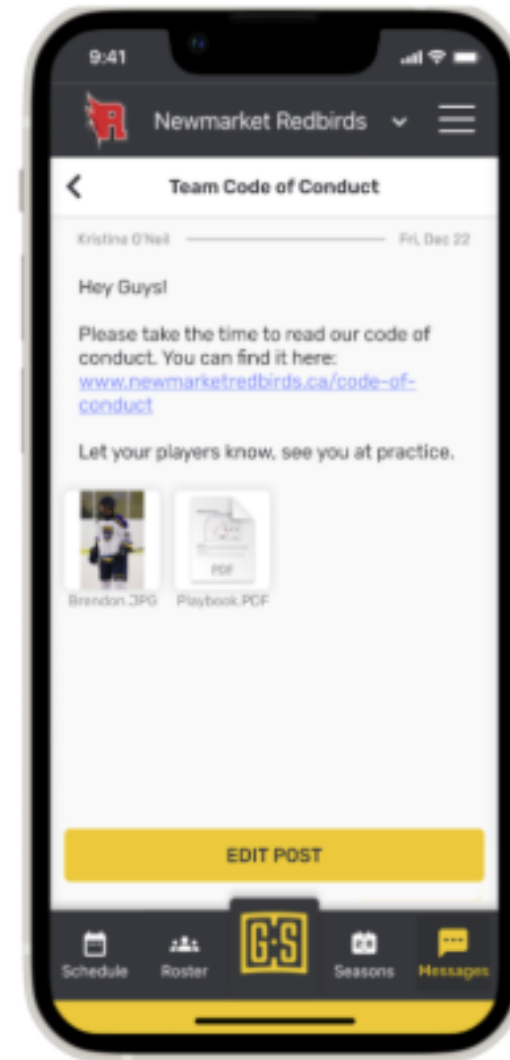 9:41
Newmarket Redbirds
Team Code of Conduct
Kristine O'Neil Fri, Dec 22
Hey Guys!
Please take the time to read our code of
conduct. You can find it here:
www.newmarketredbirds.ca/code-of-
conduct
Let your players know, see you at practice.
PDF
Brendon.JPG Playbook.PDF
EDIT POST
G·S
Schedule Roster Seasons Messages